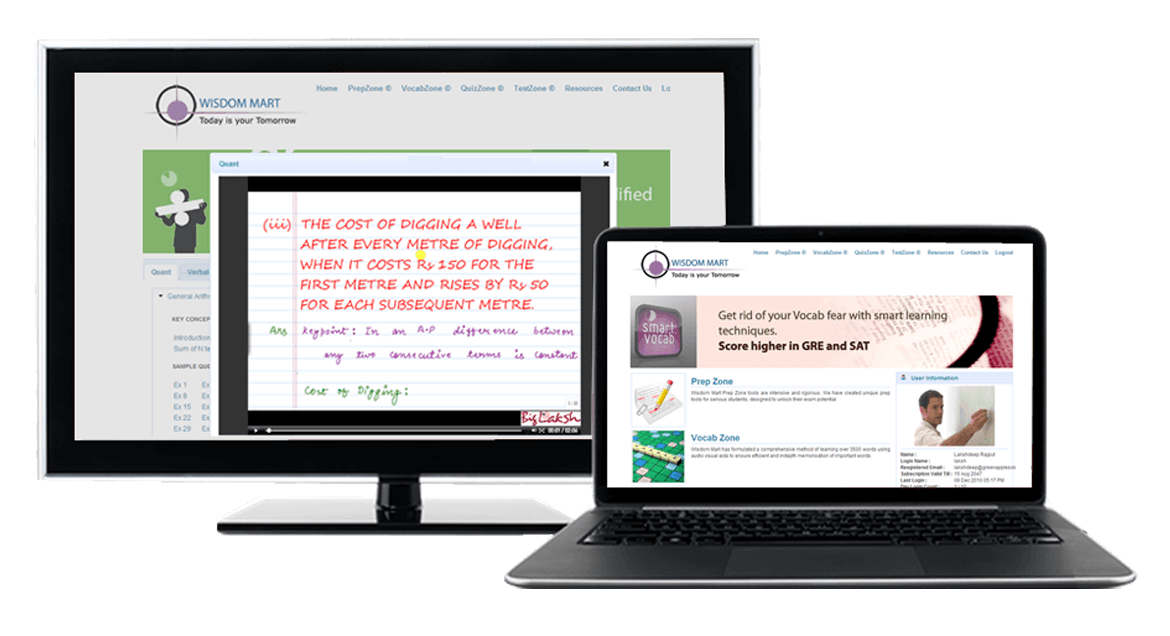 WISDOM MART
Today is your Tomorrow
Home PrepZone © VocabZone © QuizZone © TestZone © Resources Contact Us Lo
ified
Quant Verbal
General Arithm
KEY CONCEP
Introduction
Sum of N te
SAMPLE QUE
Ex 1 Ex
Ex 8 Ex
Ex 15 Ex
Ex 22 Ex
Ex 29 Ex
Quant
(iii) THE COST OF DIGGING A WELL
AFTER EVERY METRE OF DIGGING,
WHEN IT COSTS Rs 150 FOR THE
FIRST METRE AND RISES BY Rs 50
FOR EACH SUBSEQUENT METRE.
Ans Keypoint: In an A.P difference between
any two consecutive terms is constant
Cost of Digging:
BigLaksh
00:01 / 02:06
WISDOM MART
Today is your Tomorrow
Home PrepZone © VocabZone © QuizZone © TestZone © Resources Contact Us Logout
smart
vocab
Get rid of your Vocab fear with smart learning
techniques.
Score higher in GRE and SAT
Prep Zone
Wisdom Mart Prep Zone tools are intensive and rigorous. We have created unique prep
tools for serious students, designed to unlock their exam potential
Vocab Zone
Wisdom Mart has formulated a comprehensive method of learning over 3500 words using
audio visual aids to ensure efficient and indepth memorisation of important words.
User Information
Name :
Login Name : laksh
Resgintered Email :
Subscription Valid Till : 15 Aug 2047
Last Login : 08 Dec 2010 05:17 PM